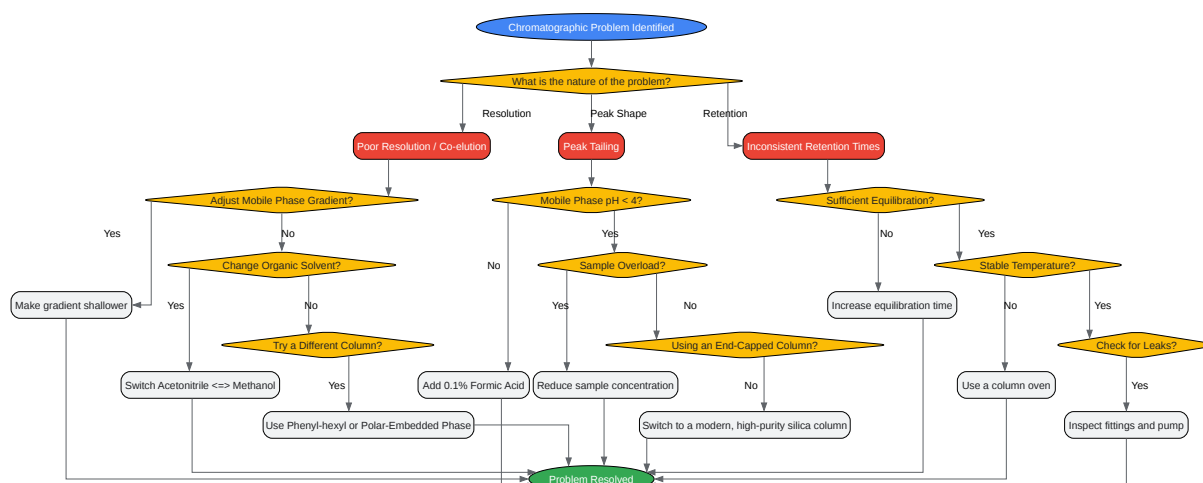 Chromatographic Problem Identified
What is the nature of the problem?
Resolution
Peak Shape
Retention
Poor Resolution / Co-elution
Peak Tailing
Inconsistent Retention Times
Adjust Mobile Phase Gradient?
Mobile Phase pH < 4?
Sufficient Equilibration?
Yes
No
Yes
No
Yes
Change Organic Solvent?
No
Sample Overload?
Stable Temperature?
Make gradient shallower
Yes
No
Yes
No
Increase equilibration time
No
Yes
Try a Different Column?
Using an End-Capped Column?
Check for Leaks?
Switch Acetonitrile <=> Methanol
Yes
Add 0.1% Formic Acid
Reduce sample concentration
No
Use a column oven
Yes
Use Phenyl-hexyl or Polar-Embedded Phase
Switch to a modern, high-purity silica column
Inspect fittings and pump
Problem Resolved